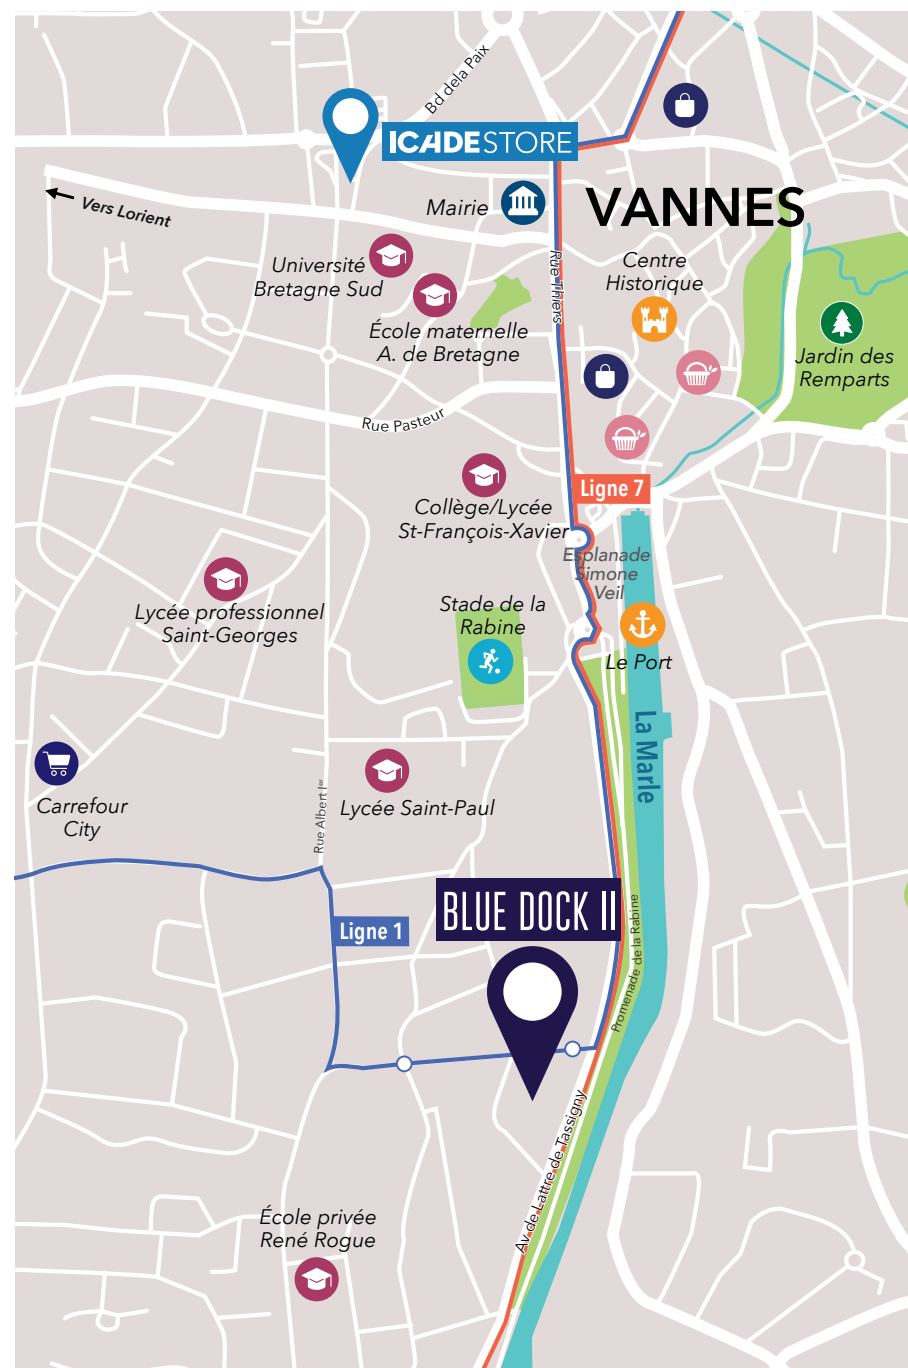 Bd dela Paix
ICADE STORE
Vers Lorient
Mairie
VANNES
Université
Bretagne Sud
Rue Thiers
Centre
Historique
École maternelle
A. de Bretagne
Jardin des
Remparts
Rue Pasteur
Ligne 7
Collège/Lycée
St-François-Xavier
Esplanade
Simone
Veil
Lycée professionnel
Saint-Georges
Stade de la
Rabine
Le Port
La Marle
Carrefour
City
Rue Albert Ier
Lycée Saint-Paul
BLUE DOCK II
Ligne 1
Promenade de la Rabine
Av de Lattre de Tassigny
École privée
René Rogue